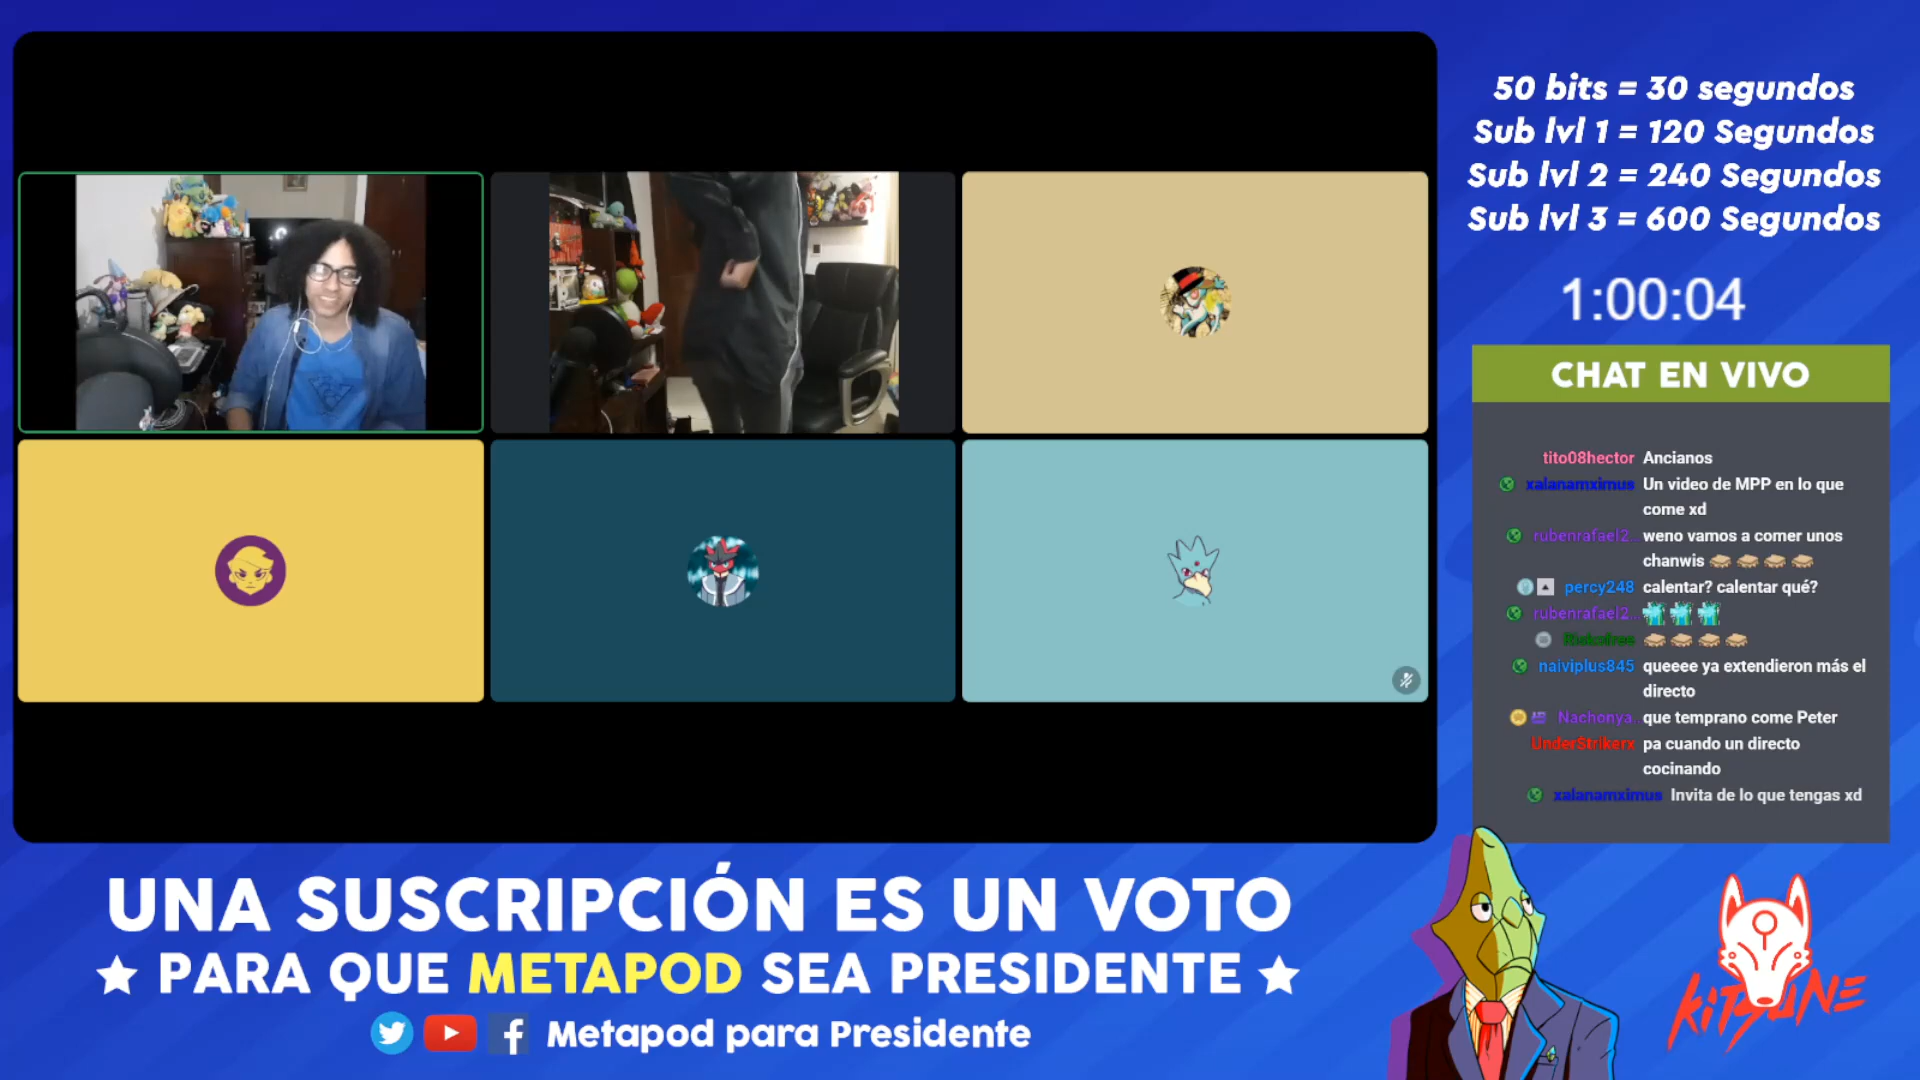 50 bits = 30 segundos
Sub lvl 1 = 120 Segundos
Sub lvl 2 = 240 Segundos
Sub lvl 3 = 600 Segundos
1:00:04
CHAT EN VIVO
tito08hector Ancianos
xalanamximus Un video de MPP en lo que
come xd
rubenrafael2.. weno vamos a comer unos
chanwis
percy248 calentar? calentar qué?
rubenrafael2..
naiviplus845 queeee ya extendieron más el
directo
Nachonya.. que temprano come Peter
UnderStrikerx pa cuando un directo
cocinando
xalanamximus Invita de lo que tengas xd
UNA SUSCRIPCIÓN ES UN VOTO
★ PARA QUE METAPOD SEA PRESIDENTE ★
Metapod para Presidente
KITSUNE